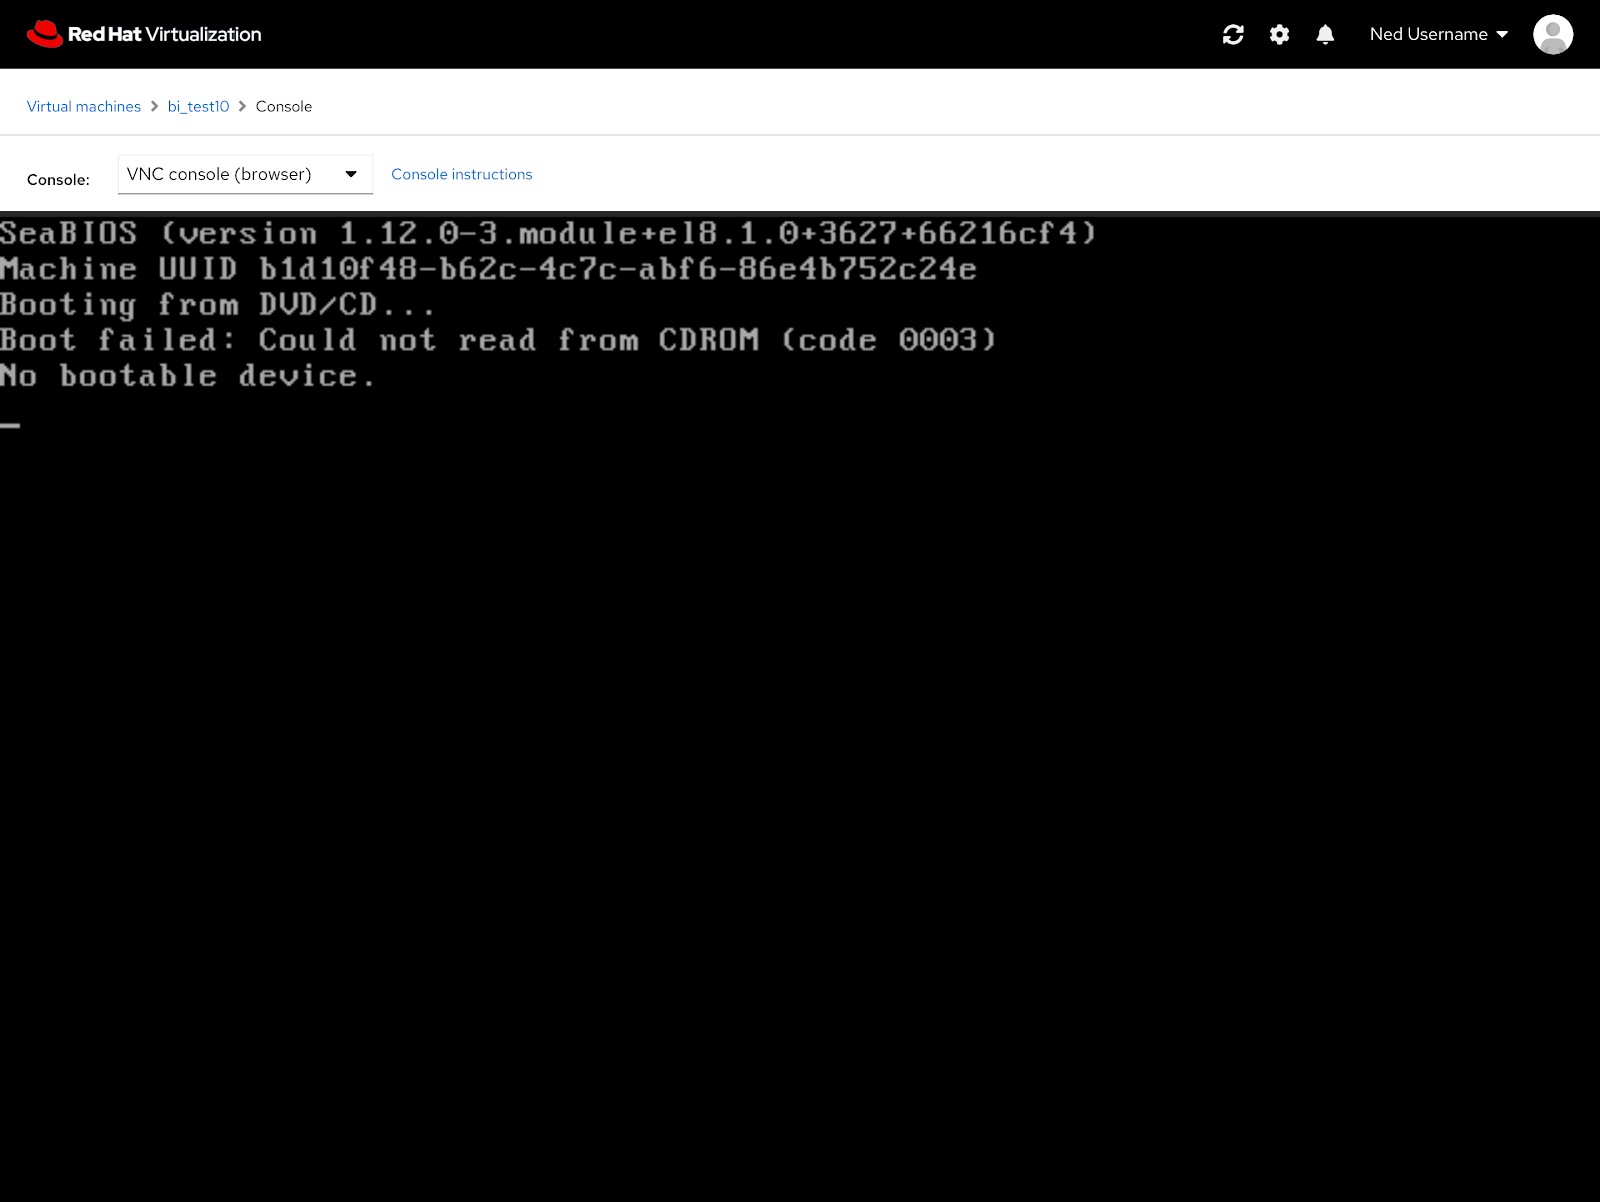 Red Hat Virtualization
Ned Username
Virtual machines > bi_test10 > Console
Console: VNC console (browser) Console instructions
SeaBIOS (version 1.12.0-3.module+el8.1.0+3627+66216cf4)
Machine UUID b1d10f48-b62c-4c7c-abf6-86e4b752c24e
Booting from DVD/CD...
Boot failed: Could not read from CDROM (code 0003)
No bootable device.